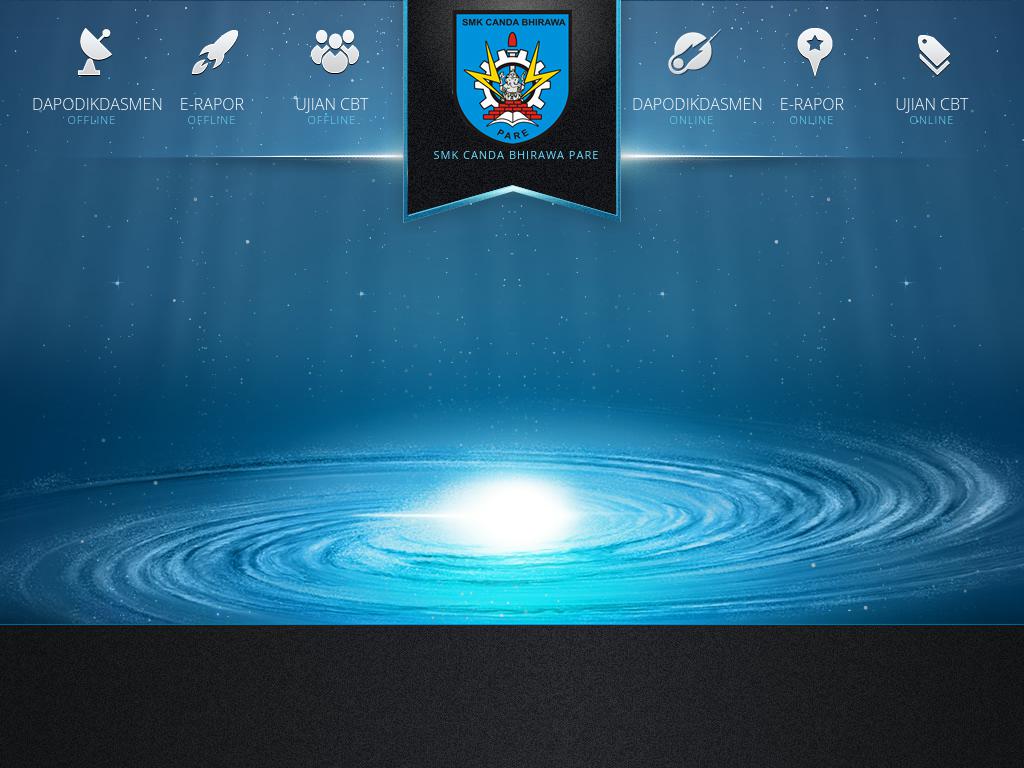 DAPODIKDASMEN
OFFLINE
E-RAPOR
OFFLINE
UJIAN CBT
OFFLINE
SMK CANDA BHIRAWA
PARE
SMK CANDA BHIRAWA PARE
DAPODIKDASMEN
ONLINE
E-RAPOR
ONLINE
UJIAN CBT
ONLINE